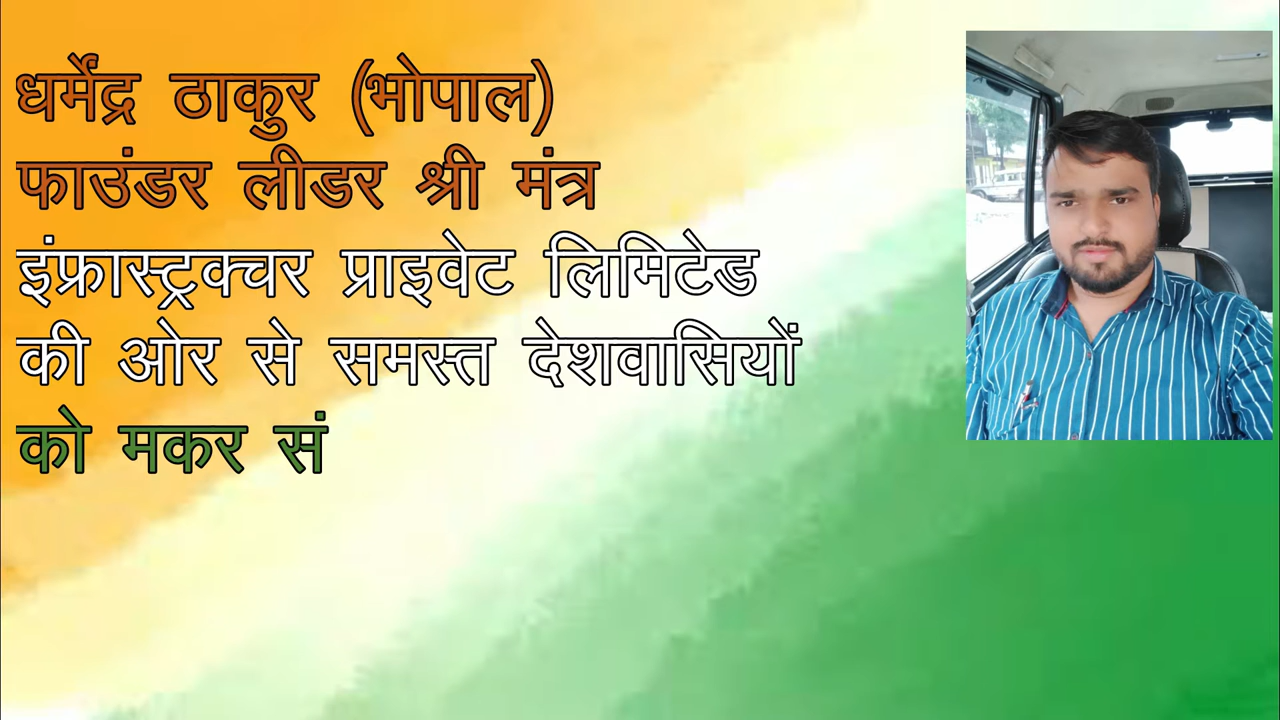 धर्मेंद्र ठाकुर (भोपाल)
फाउंडर लीडर श्री मंत्र
इंफ्रास्ट्रक्चर प्राइवेट लिमिटेड
की ओर से समस्त देशवासियों
को मकर सं